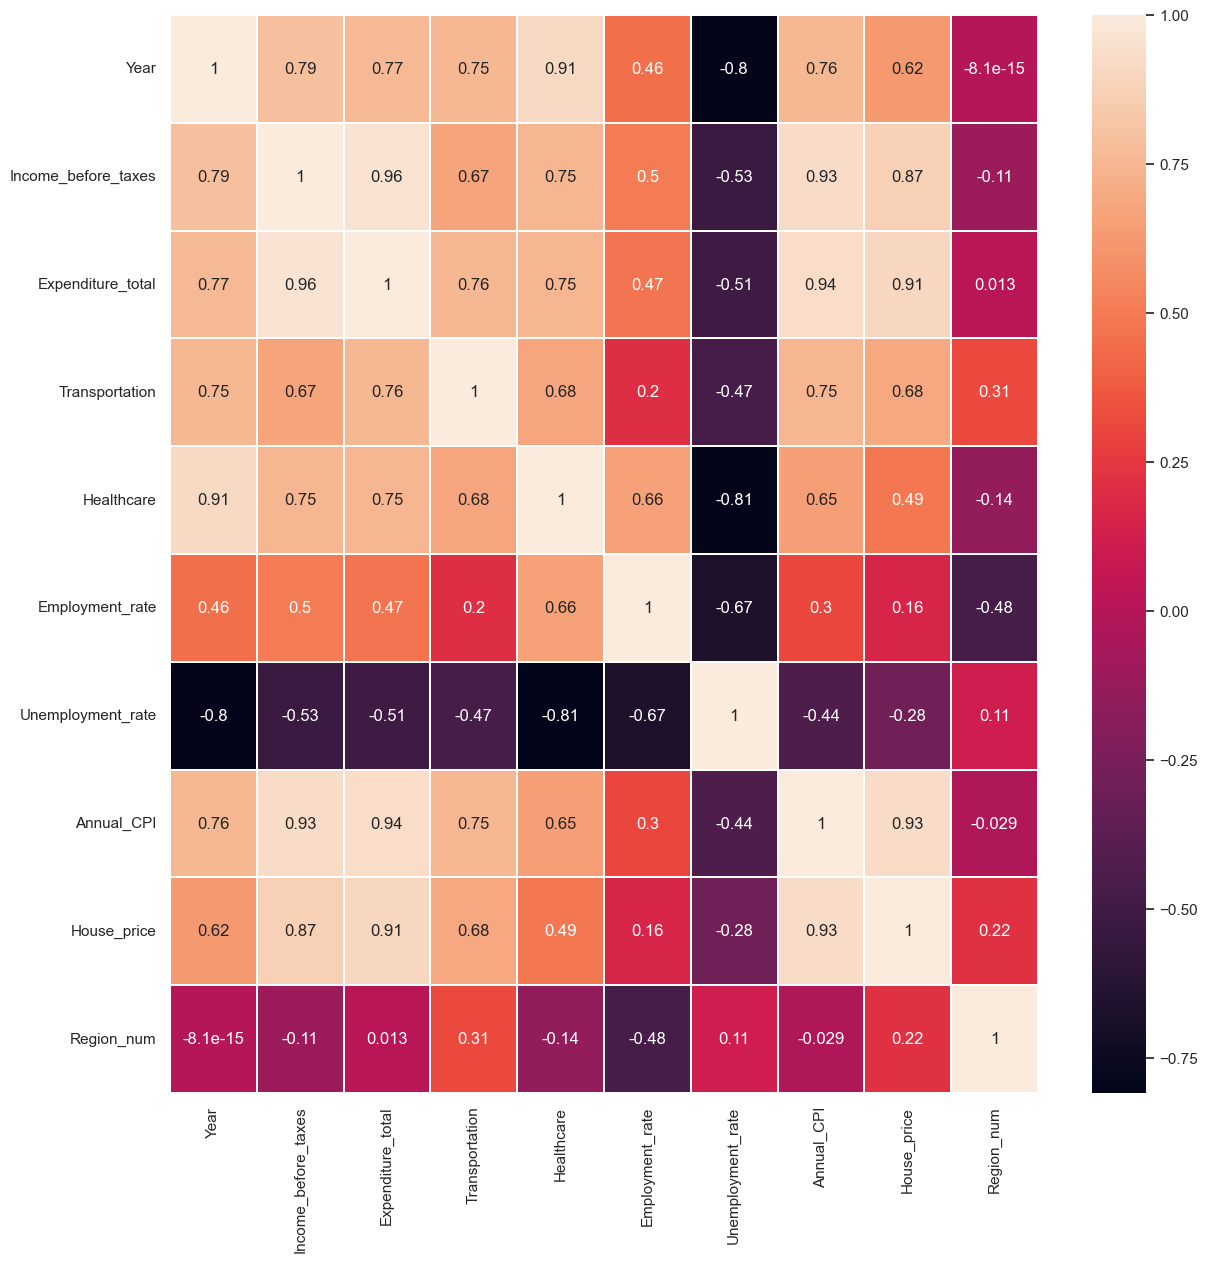 Year 1 0.79 0.77 0.75 0.91 0.46 -0.8 0.76 0.62 -8.1e-15
Income_before_taxes 0.79 1 0.96 0.67 0.75 0.5 -0.53 0.93 0.87 -0.11
Expenditure_total 0.77 0.96 1 0.76 0.75 0.47 -0.51 0.94 0.91 0.013
Transportation 0.75 0.67 0.76 1 0.68 0.2 -0.47 0.75 0.68 0.31
Healthcare 0.91 0.75 0.75 0.68 1 0.66 -0.81 0.65 0.49 -0.14
Employment_rate 0.46 0.5 0.47 0.2 0.66 1 -0.67 0.3 0.16 -0.48
Unemployment_rate -0.8 -0.53 -0.51 -0.47 -0.81 -0.67 1 -0.44 -0.28 0.11
Annual_CPI 0.76 0.93 0.94 0.75 0.65 0.3 -0.44 1 0.93 -0.029
House_price 0.62 0.87 0.91 0.68 0.49 0.16 -0.28 0.93 1 0.22
Region_num -8.1e-15 -0.11 0.013 0.31 -0.14 -0.48 0.11 -0.029 0.22 1
Year
Income_before_taxes
Expenditure_total
Transportation
Healthcare
Employment_rate
Unemployment_rate
Annual_CPI
House_price
Region_num
1.00
0.75
0.50
0.25
0.00
−0.25
−0.50
−0.75